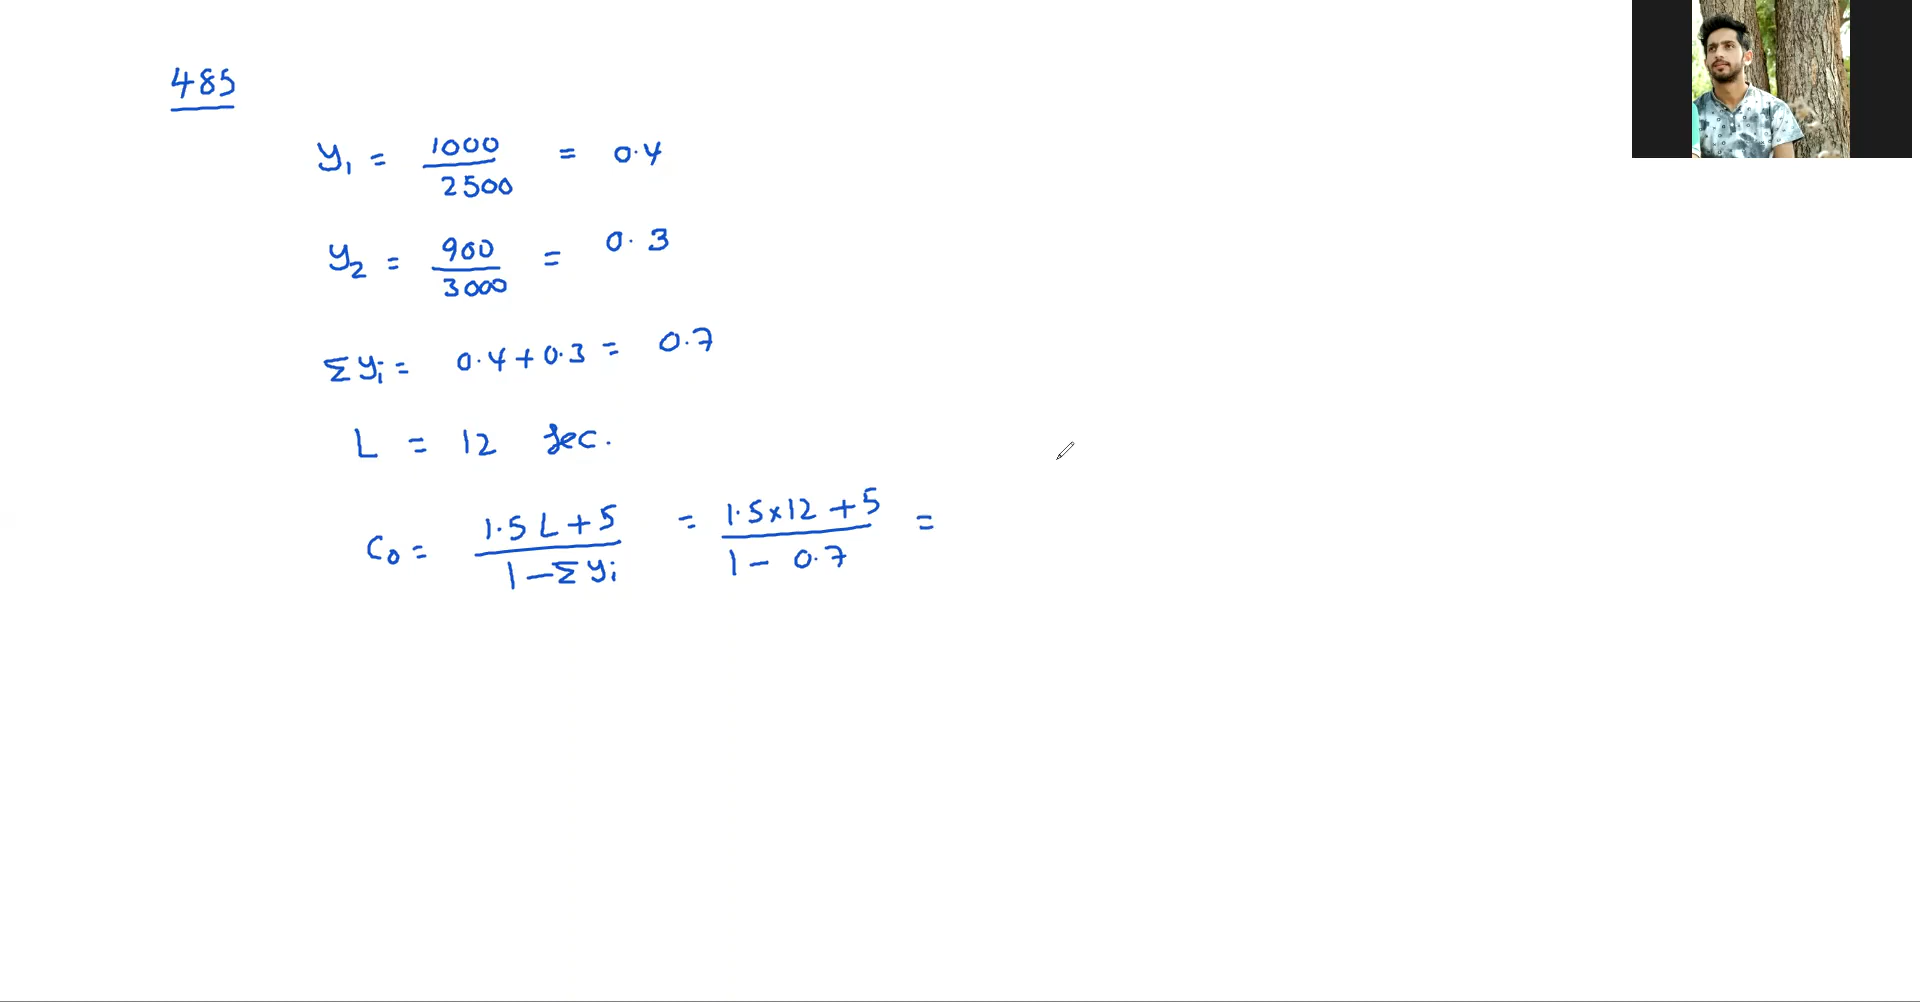 485
y₁ = 1000/2500 = 0.4
y₂ = 900/3000 = 0.3
Σyᵢ = 0.4+0.3 = 0.7
L = 12 sec.
C₀ = (1.5 L+5)/(1-Σyᵢ) = (1.5×12+5)/(1-0.7) =